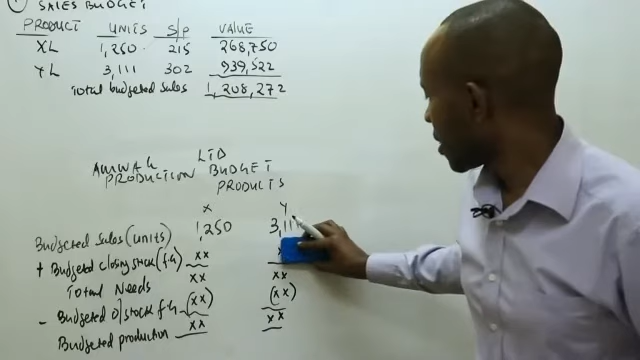 ① SALES BUDGET
PRODUCT UNITS S/P VALUE
XL 1,250 215 268,750
YL 3,111 302 939,522
Total budgeted sales 1,208,272
LTD
PRODUCTION BUDGET
PRODUCTS
X Y
Budgeted Sales (units) 1,250 3,11
+ Budgeted closing stock (f.G) xx
Total Needs xx xx
- Budgeted o/stock f.G (xx) (xx)
Budgeted production xx xx